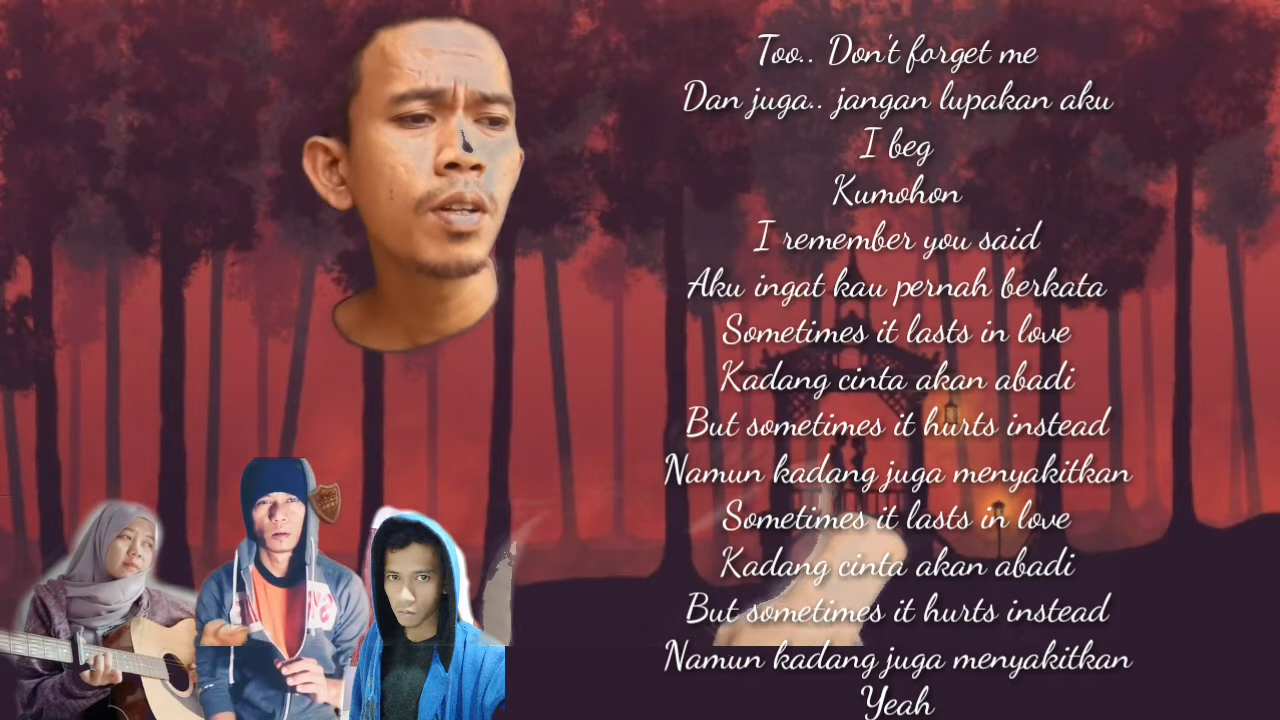 Too.. Don't forget me
Dan juga.. jangan lupakan aku
I beg
Kumohon
I remember you said
Aku ingat kau pernah berkata
Sometimes it lasts in love
Kadang cinta akan abadi
But sometimes it hurts instead
Namun kadang juga menyakitkan
Sometimes it lasts in love
Kadang cinta akan abadi
But sometimes it hurts instead
Namun kadang juga menyakitkan
Yeah